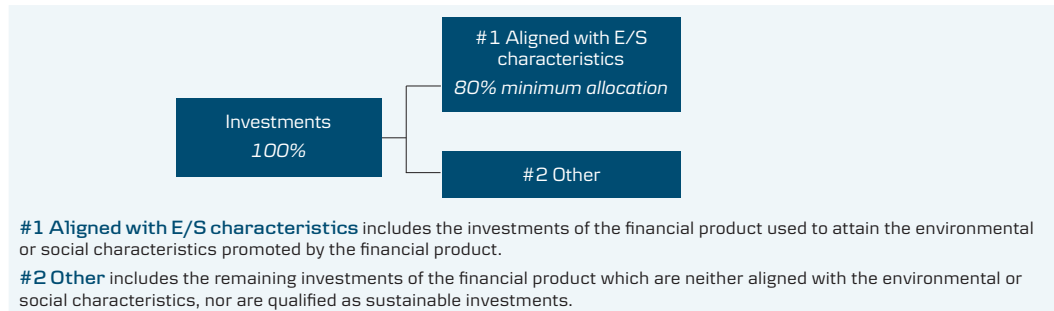 #1 Aligned with E/S
characteristics
80% minimum allocation
Investments
100%
#2 Other
#1 Aligned with E/S characteristics includes the investments of the financial product used to attain the environmental
or social characteristics promoted by the financial product.
#2 Other includes the remaining investments of the financial product which are neither aligned with the environmental or
social characteristics, nor are qualified as sustainable investments.